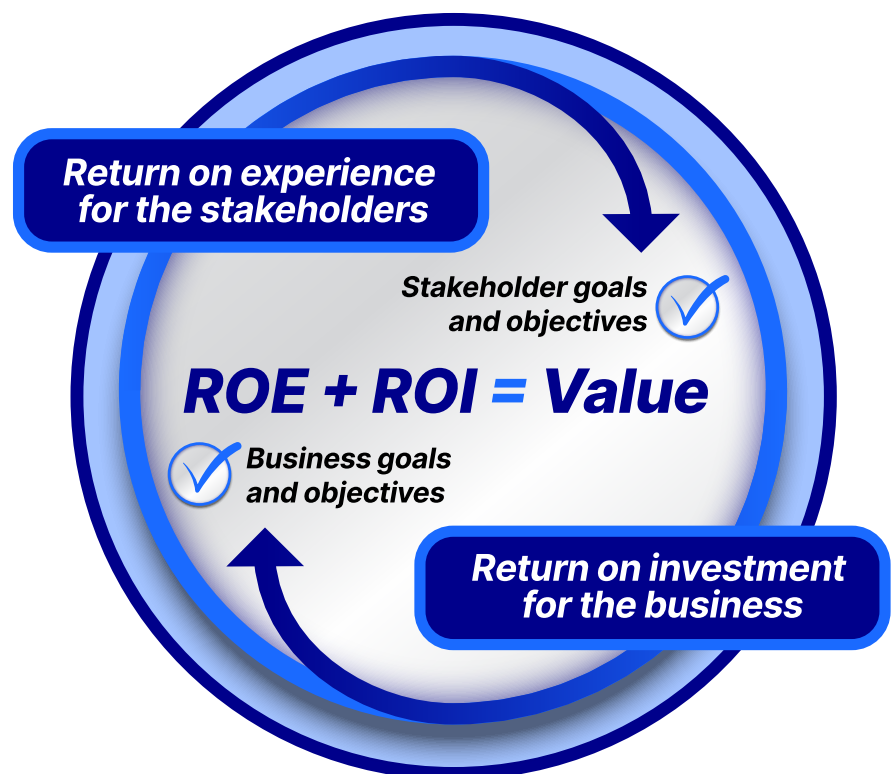 Return on experience
for the stakeholders
Stakeholder goals
and objectives
ROE + ROI = Value
Business goals
and objectives
Return on investment
for the business